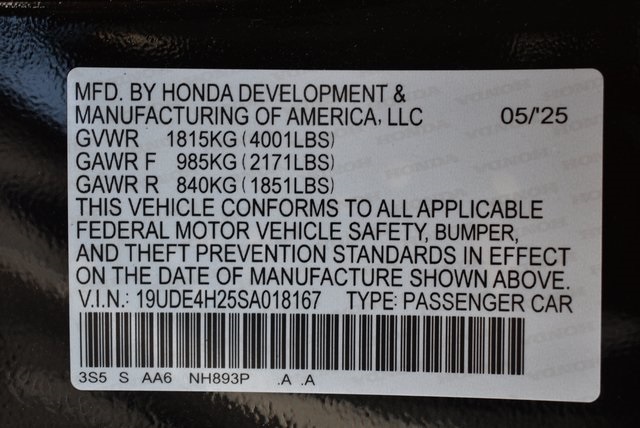 MFD. BY HONDA DEVELOPMENT &
MANUFACTURING OF AMERICA, LLC 05/'25
GVWR 1815KG (4001LBS)
GAWR F 985KG (2171LBS)
GAWR R 840KG (1851LBS)
THIS VEHICLE CONFORMS TO ALL APPLICABLE
FEDERAL MOTOR VEHICLE SAFETY, BUMPER,
AND THEFT PREVENTION STANDARDS IN EFFECT
ON THE DATE OF MANUFACTURE SHOWN ABOVE.
V.I.N.: 19UDE4H25SA018167 TYPE: PASSENGER CAR
3S5 S AA6 NH893P .A .A